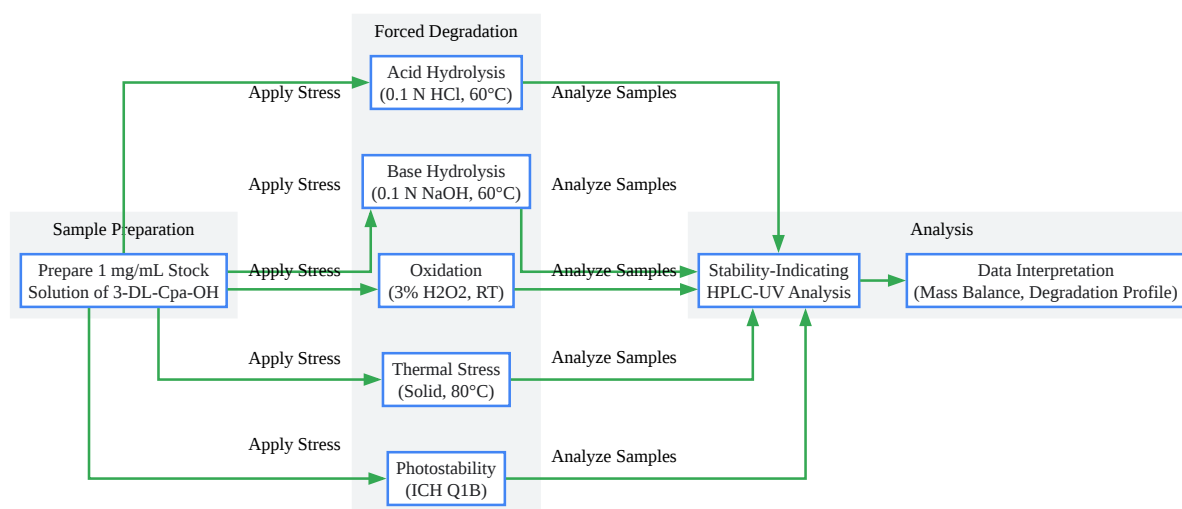 Forced Degradation
Acid Hydrolysis
(0.1 N HCl, 60°C)
Apply Stress
Analyze Samples
Base Hydrolysis
(0.1 N NaOH, 60°C)
Apply Stress
Analyze Samples
Sample Preparation
Analysis
Prepare 1 mg/mL Stock
Solution of 3-DL-Cpa-OH
Apply Stress
Oxidation
(3% H2O2, RT)
Analyze Samples
Stability-Indicating
HPLC-UV Analysis
Data Interpretation
(Mass Balance, Degradation Profile)
Apply Stress
Thermal Stress
(Solid, 80°C)
Analyze Samples
Apply Stress
Photostability
(ICH Q1B)
Analyze Samples